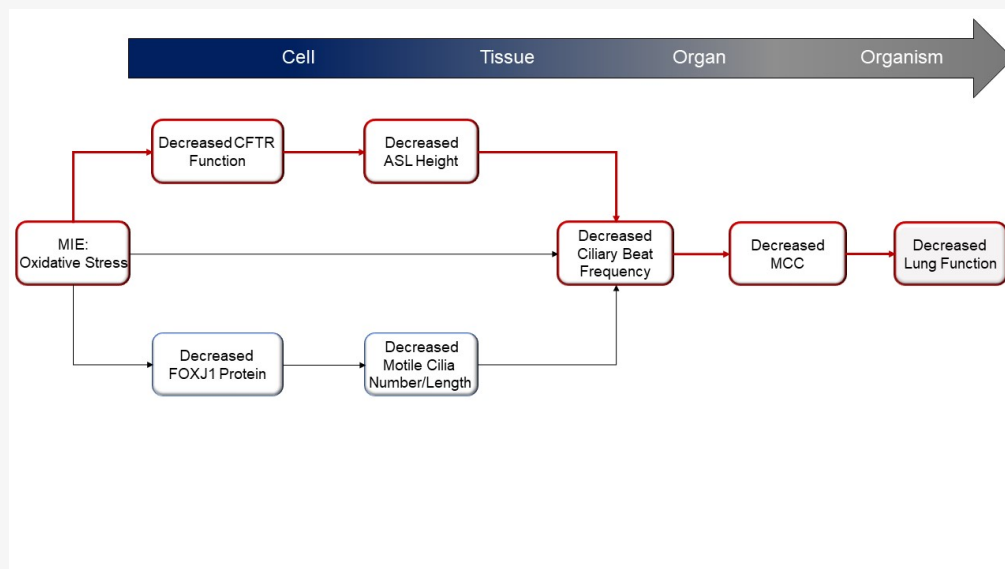 Cell Tissue Organ Organism
Decreased CFTR
Function
Decreased
ASL Height
MIE:
Oxidative Stress
Decreased
Ciliary Beat
Frequency
Decreased
MCC
Decreased
Lung Function
Decreased
FOXJ1 Protein
Decreased
Motile Cilia
Number/Length